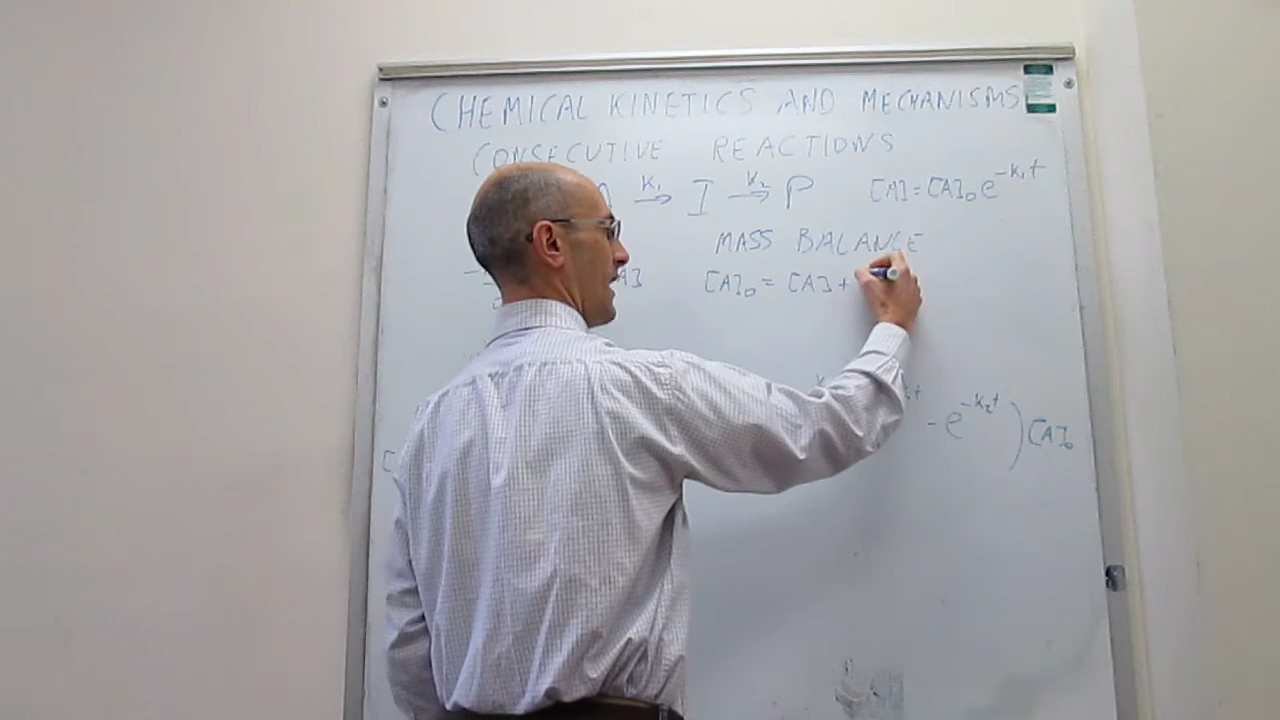 CHEMICAL KINETICS AND MECHANISMS
CONSECUTIVE REACTIONS
K₁ → I K₂ → P [A]=[A]₀e^-K₁t
MASS BALANCE
A] [A]₀ = [A] +
- e^-K₂t ) [A]₀